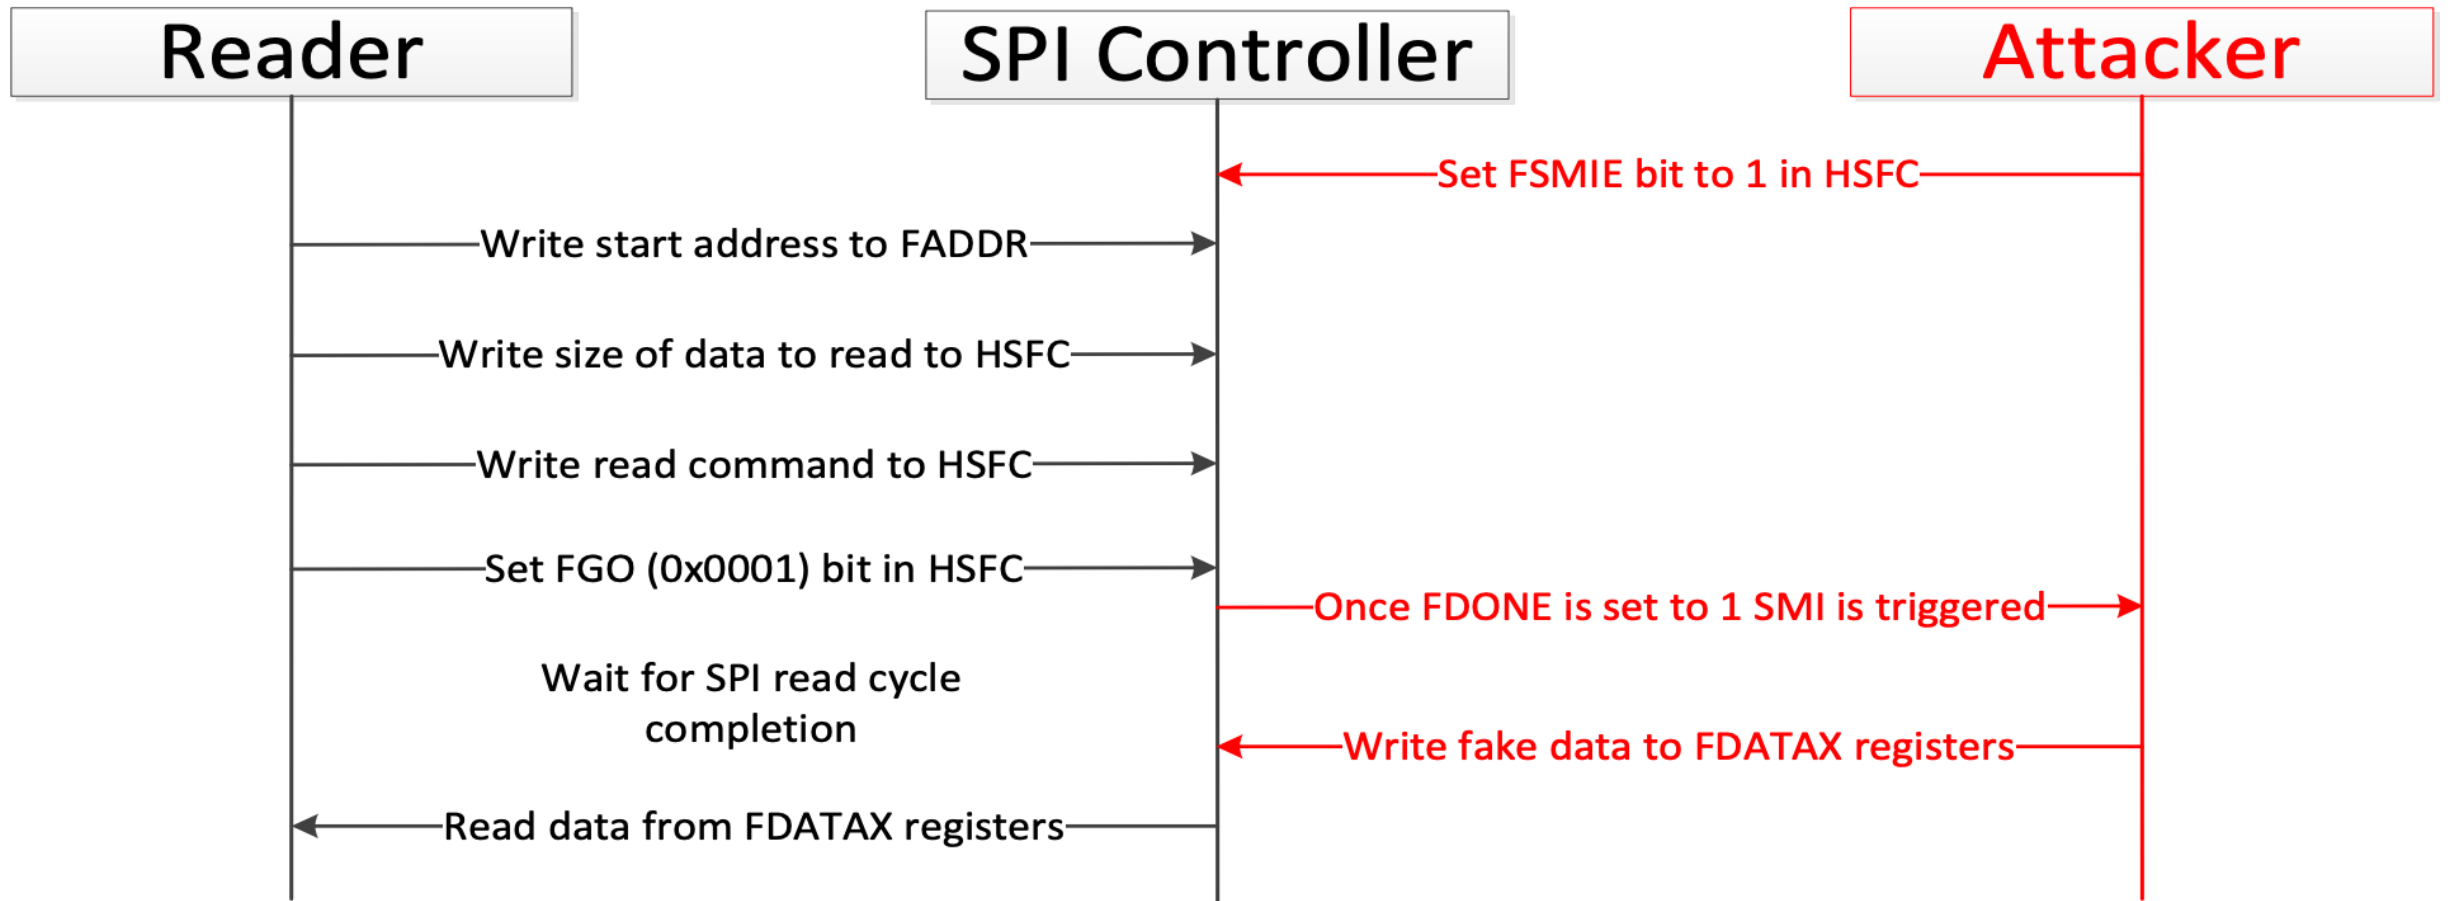 Reader
SPI Controller
Attacker
Set FSMIE bit to 1 in HSFC
Write start address to FADDR
Write size of data to read to HSFC
Write read command to HSFC
Set FGO (0x0001) bit in HSFC
Once FDONE is set to 1 SMI is triggered
Wait for SPI read cycle
completion
Write fake data to FDATAX registers
Read data from FDATAX registers